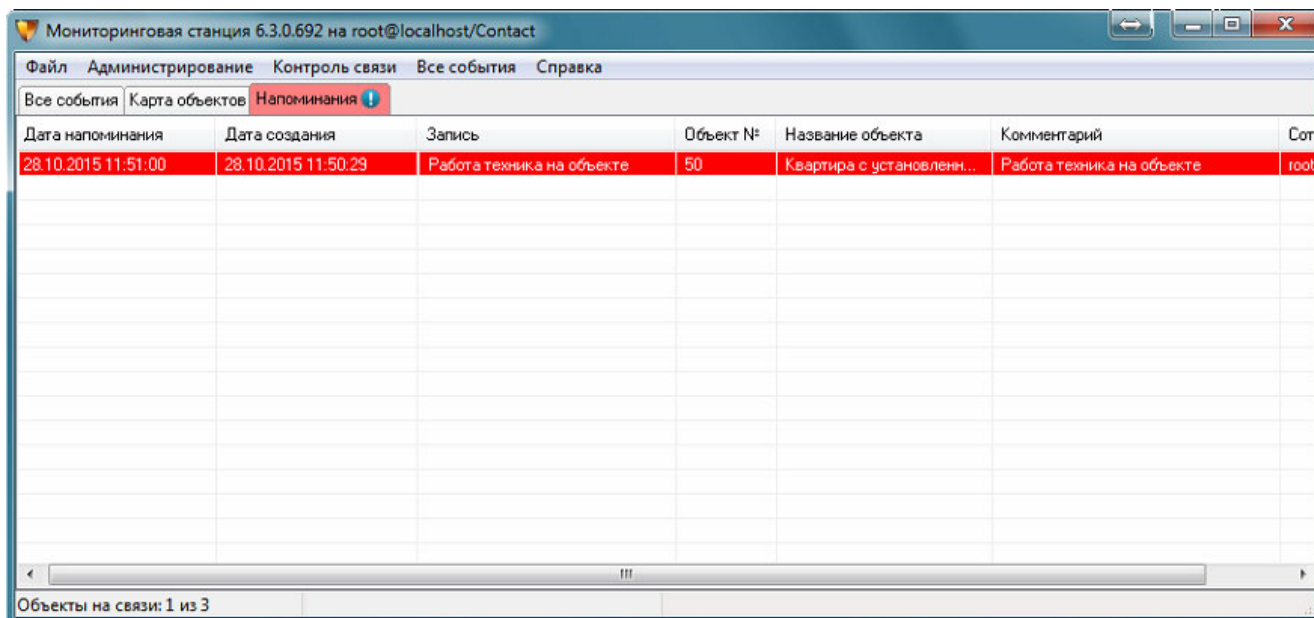 Мониторинговая станция 6.3.0.692 на root@localhost/Contact
Файл Администрирование Контроль связи Все события Справка
Все события Карта объектов Напоминания
Дата напоминания Дата создания Запись Объект № Название объекта Комментарий Сот
28.10.2015 11:51:00 28.10.2015 11:50:29 Работа техника на объекте 50 Квартира с установленн... Работа техника на объекте root
Объекты на связи: 1 из 3